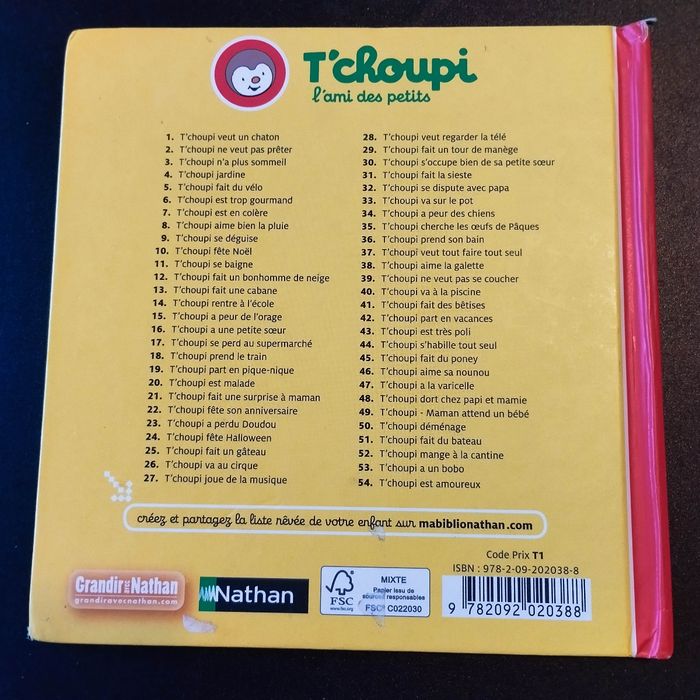 T'choupi
l'ami des petits
1. T'choupi veut un chaton
2. T'choupi ne veut pas prêter
3. T'choupi n'a plus sommeil
4. T'choupi jardine
5. T'choupi fait du vélo
6. T'choupi est trop gourmand
7. T'choupi est en colère
8. T'choupi aime bien la pluie
9. T'choupi se déguise
10. T'choupi fête Noël
11. T'choupi se baigne
12. T'choupi fait un bonhomme de neige
13. T'choupi fait une cabane
14. T'choupi rentre à l'école
15. T'choupi a peur de l'orage
16. T'choupi a une petite sœur
17. T'choupi se perd au supermarché
18. T'choupi prend le train
19. T'choupi part en pique-nique
20. T'choupi est malade
21. T'choupi fait une surprise à maman
22. T'choupi fête son anniversaire
23. T'choupi a perdu Doudou
24. T'choupi fête Halloween
25. T'choupi fait un gâteau
26. T'choupi va au cirque
27. T'choupi joue de la musique
28. T'choupi veut regarder la télé
29. T'choupi fait un tour de manège
30. T'choupi s'occupe bien de sa petite sœur
31. T'choupi fait la sieste
32. T'choupi se dispute avec papa
33. T'choupi va sur le pot
34. T'choupi a peur des chiens
35. T'choupi cherche les œufs de Pâques
36. T'choupi prend son bain
37. T'choupi veut tout faire tout seul
38. T'choupi aime la galette
39. T'choupi ne veut pas se coucher
40. T'choupi va à la piscine
41. T'choupi fait des bêtises
42. T'choupi part en vacances
43. T'choupi est très poli
44. T'choupi s'habille tout seul
45. T'choupi fait du poney
46. T'choupi aime sa nounou
47. T'choupi a la varicelle
48. T'choupi dort chez papi et mamie
49. T'choupi - Maman attend un bébé
50. T'choupi déménage
51. T'choupi fait du bateau
52. T'choupi mange à la cantine
53. T'choupi a un bobo
54. T'choupi est amoureux
créez et partagez la liste rêvée de votre enfant sur mabiblionathan.com
Grandir avec Nathan
grandiravecnathan.com
Nathan
FSC
www.fsc.org
MIXTE
Papier issu de
sources responsables
FSC® C022030
Code Prix T1
ISBN : 978-2-09-202038-8
9 782092 020388